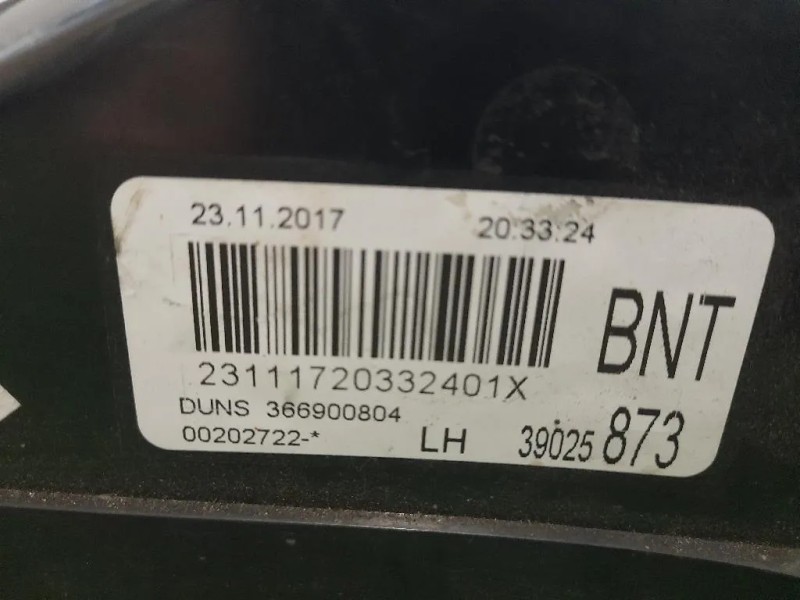 23.11.2017 20:33:24
BNT
23111720332401X
DUNS 366900804
00202722-* LH 39025 873